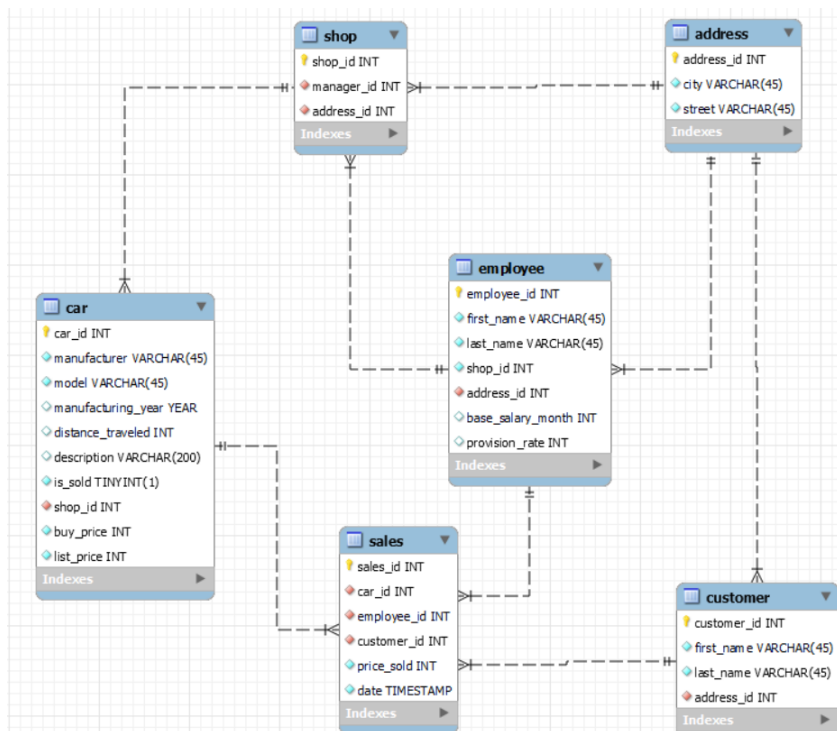 shop
shop_id INT
manager_id INT
address_id INT
Indexes
address
address_id INT
city VARCHAR(45)
street VARCHAR(45)
Indexes
employee
employee_id INT
first_name VARCHAR(45)
last_name VARCHAR(45)
shop_id INT
address_id INT
base_salary_month INT
provision_rate INT
Indexes
car
car_id INT
manufacturer VARCHAR(45)
model VARCHAR(45)
manufacturing_year YEAR
distance_traveled INT
description VARCHAR(200)
is_sold TINYINT(1)
shop_id INT
buy_price INT
list_price INT
Indexes
sales
sales_id INT
car_id INT
employee_id INT
customer_id INT
price_sold INT
date TIMESTAMP
Indexes
customer
customer_id INT
first_name VARCHAR(45)
last_name VARCHAR(45)
address_id INT
Indexes